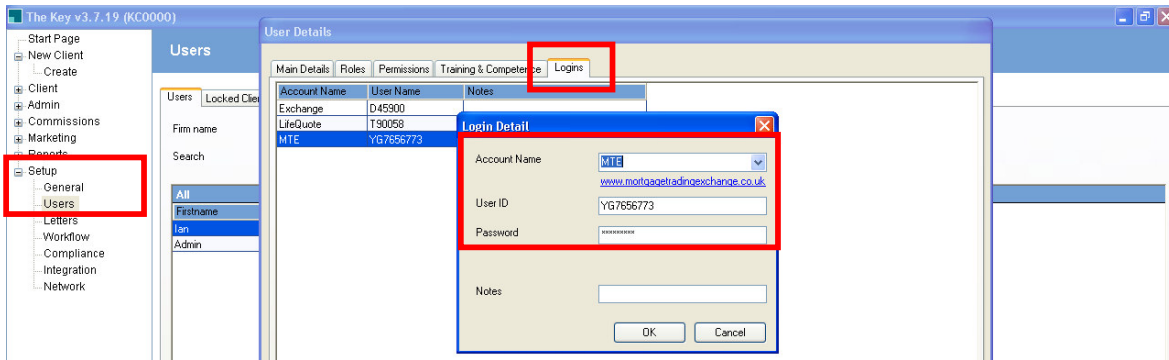 The Key v3.7.19 (KC0000)
Start Page
New Client
Create
Client
Admin
Commissions
Marketing
Reports
Setup
General
Users
Letters
Workflow
Compliance
Integration
Network
Users
Users Locked Clie
Firm name
Search
All
Firstname
Ian
Admin
User Details
Main Details Roles Permissions Training & Competence Logins
Account Name User Name Notes
Exchange D45900
LifeQuote T90058
MTE YG7656773
Login Detail
Account Name MTE
www.mortgagetradingexchange.co.uk
User ID YG7656773
Password *********
Notes
OK Cancel